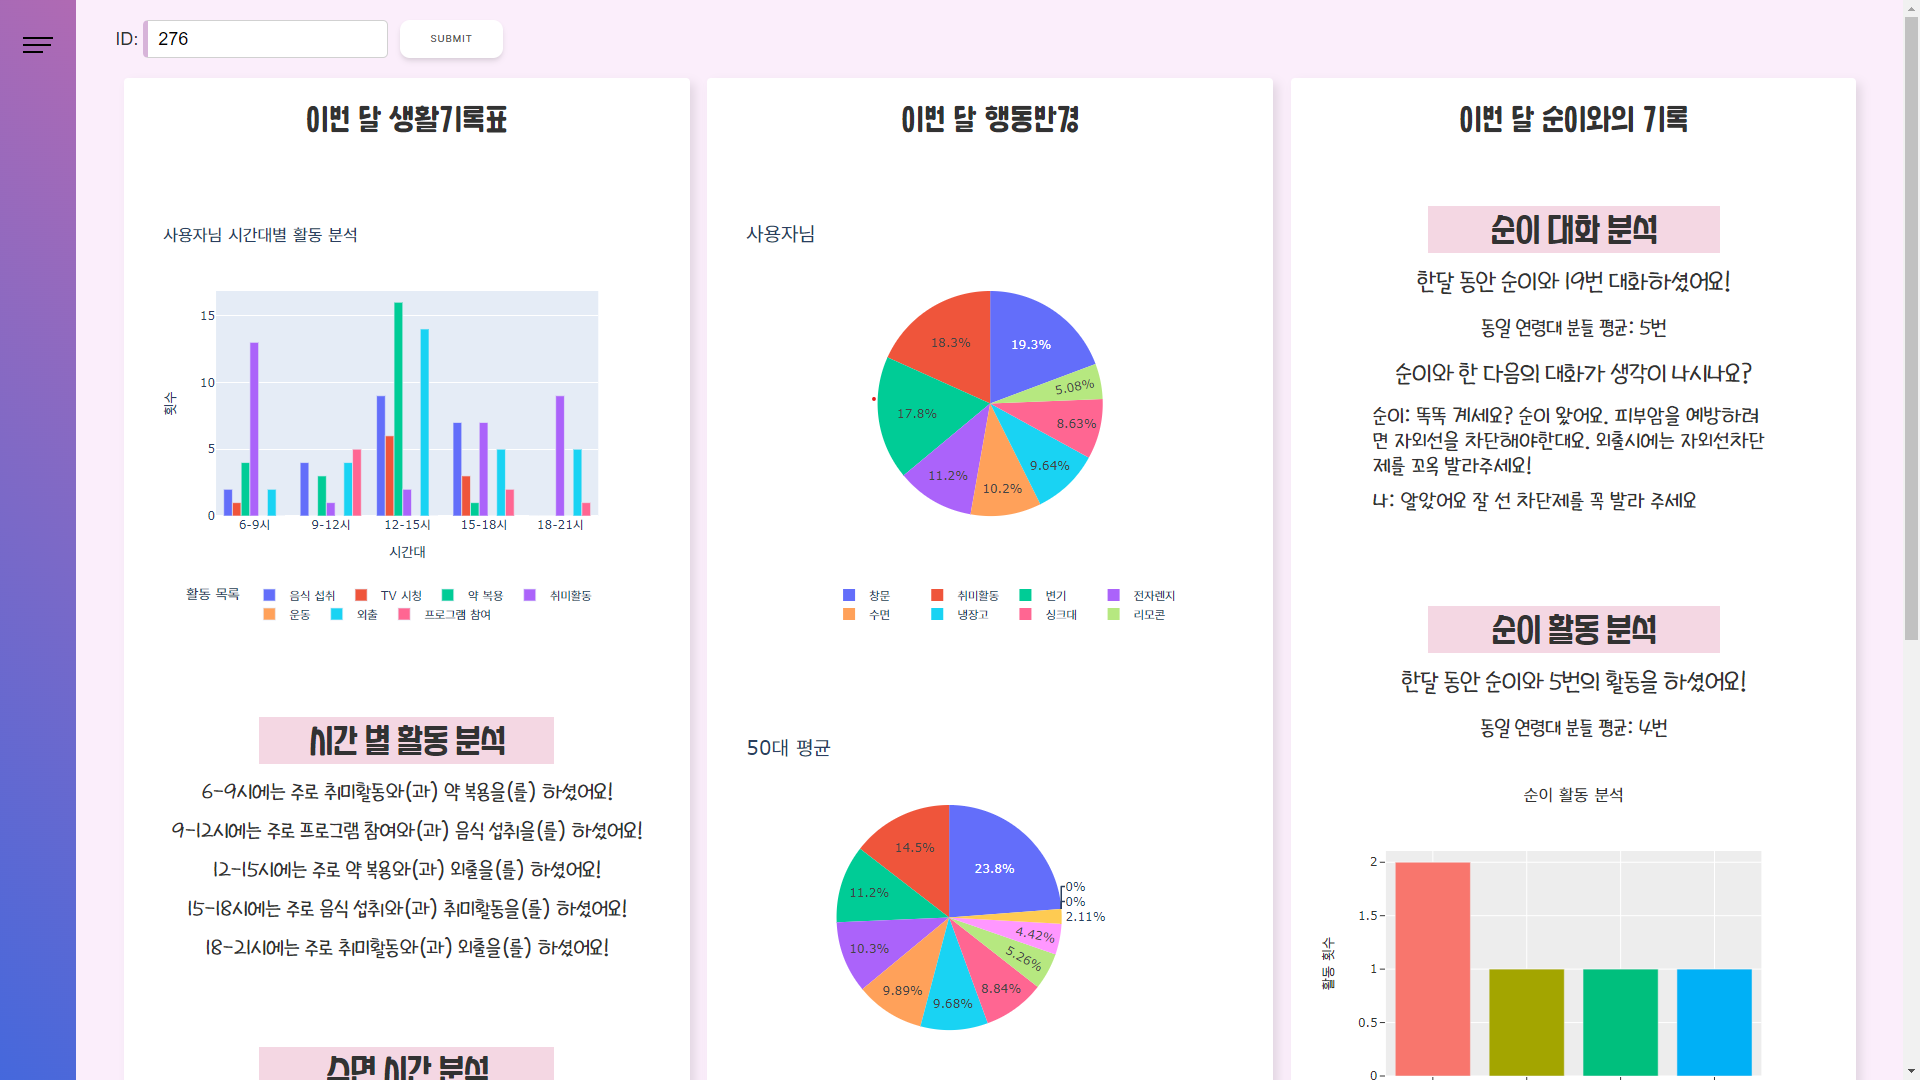 ID: 276 SUBMIT
이번 달 생활기록표
사용자님 시간대별 활동 분석
15
10
5
0
횟수
6-9시 9-12시 12-15시 15-18시 18-21시
시간대
활동 목록 음식 섭취 TV 시청 약 복용 취미활동
운동 외출 프로그램 참여
시간 별 활동 분석
6-9시에는 주로 취미활동와(과) 약 복용을(를) 하셨어요!
9-12시에는 주로 프로그램 참여와(과) 음식 섭취을(를) 하셨어요!
12-15시에는 주로 약 복용와(과) 외출을(를) 하셨어요!
15-18시에는 주로 음식 섭취와(과) 취미활동을(를) 하셨어요!
18-21시에는 주로 취미활동와(과) 외출을(를) 하셨어요!
수면 시간 분석
이번 달 행동반경
사용자님
18.3% 19.3%
5.08%
17.8% 8.63%
11.2% 9.64%
10.2%
창문 취미활동 변기 전자렌지
수면 냉장고 싱크대 리모콘
50대 평균
14.5% 23.8%
0%
11.2% 0%
2.11%
4.42%
10.3% 5.26%
9.89% 9.68% 8.84%
이번 달 순이와의 기록
순이 대화 분석
한달 동안 순이와 19번 대화하셨어요!
동일 연령대 분들 평균: 5번
순이와 한 다음의 대화가 생각이 나시나요?
순이: 똑똑 계세요? 순이 왔어요. 피부암을 예방하려
면 자외선을 차단해야한대요. 외출시에는 자외선차단
제를 꼬옥 발라주세요!
나: 알았어요 잘 선 차단제를 꼭 발라 주세요
순이 활동 분석
한달 동안 순이와 5번의 활동을 하셨어요!
동일 연령대 분들 평균: 4번
순이 활동 분석
2
1.5
1
0.5
0
활동 횟수